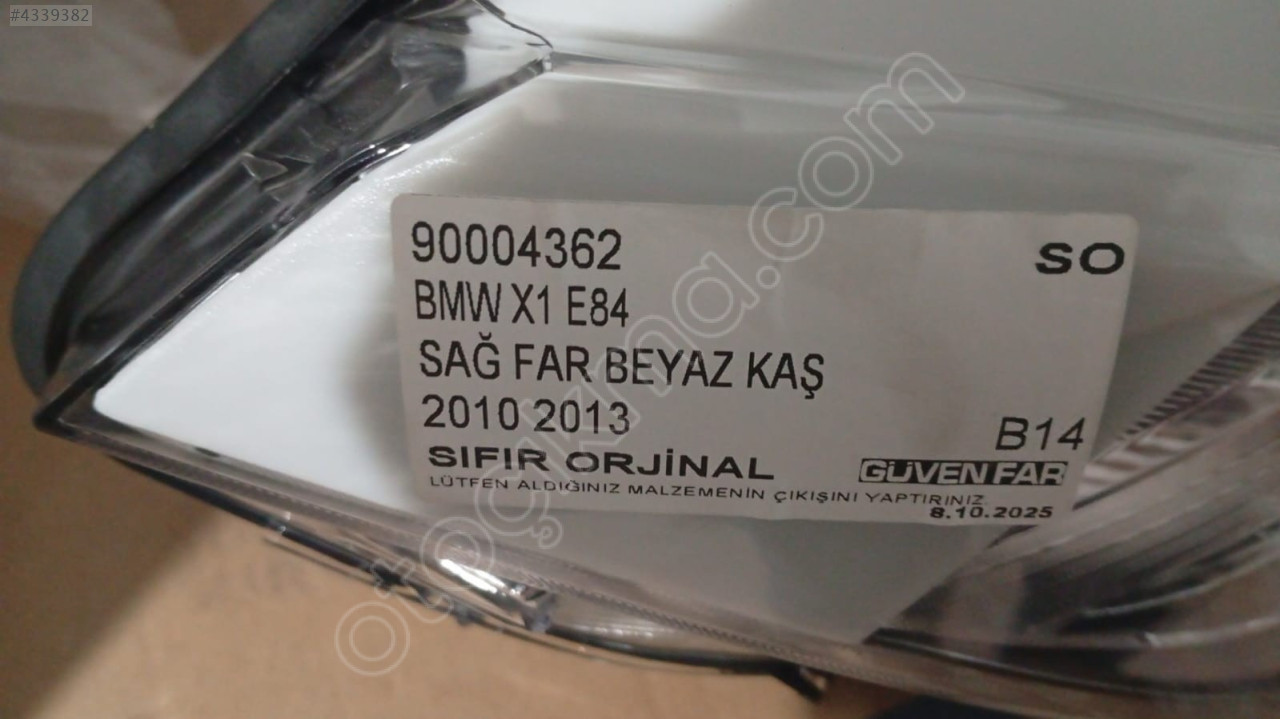 #4339382
otoçıkma.com
90004362
SO
BMW X1 E84
SAĞ FAR BEYAZ KAŞ
2010 2013
B14
SIFIR ORJİNAL
GÜVEN FAR
LÜTFEN ALDIĞINIZ MALZEMENİN ÇIKIŞINI YAPTIRINIZ
8.10.2025